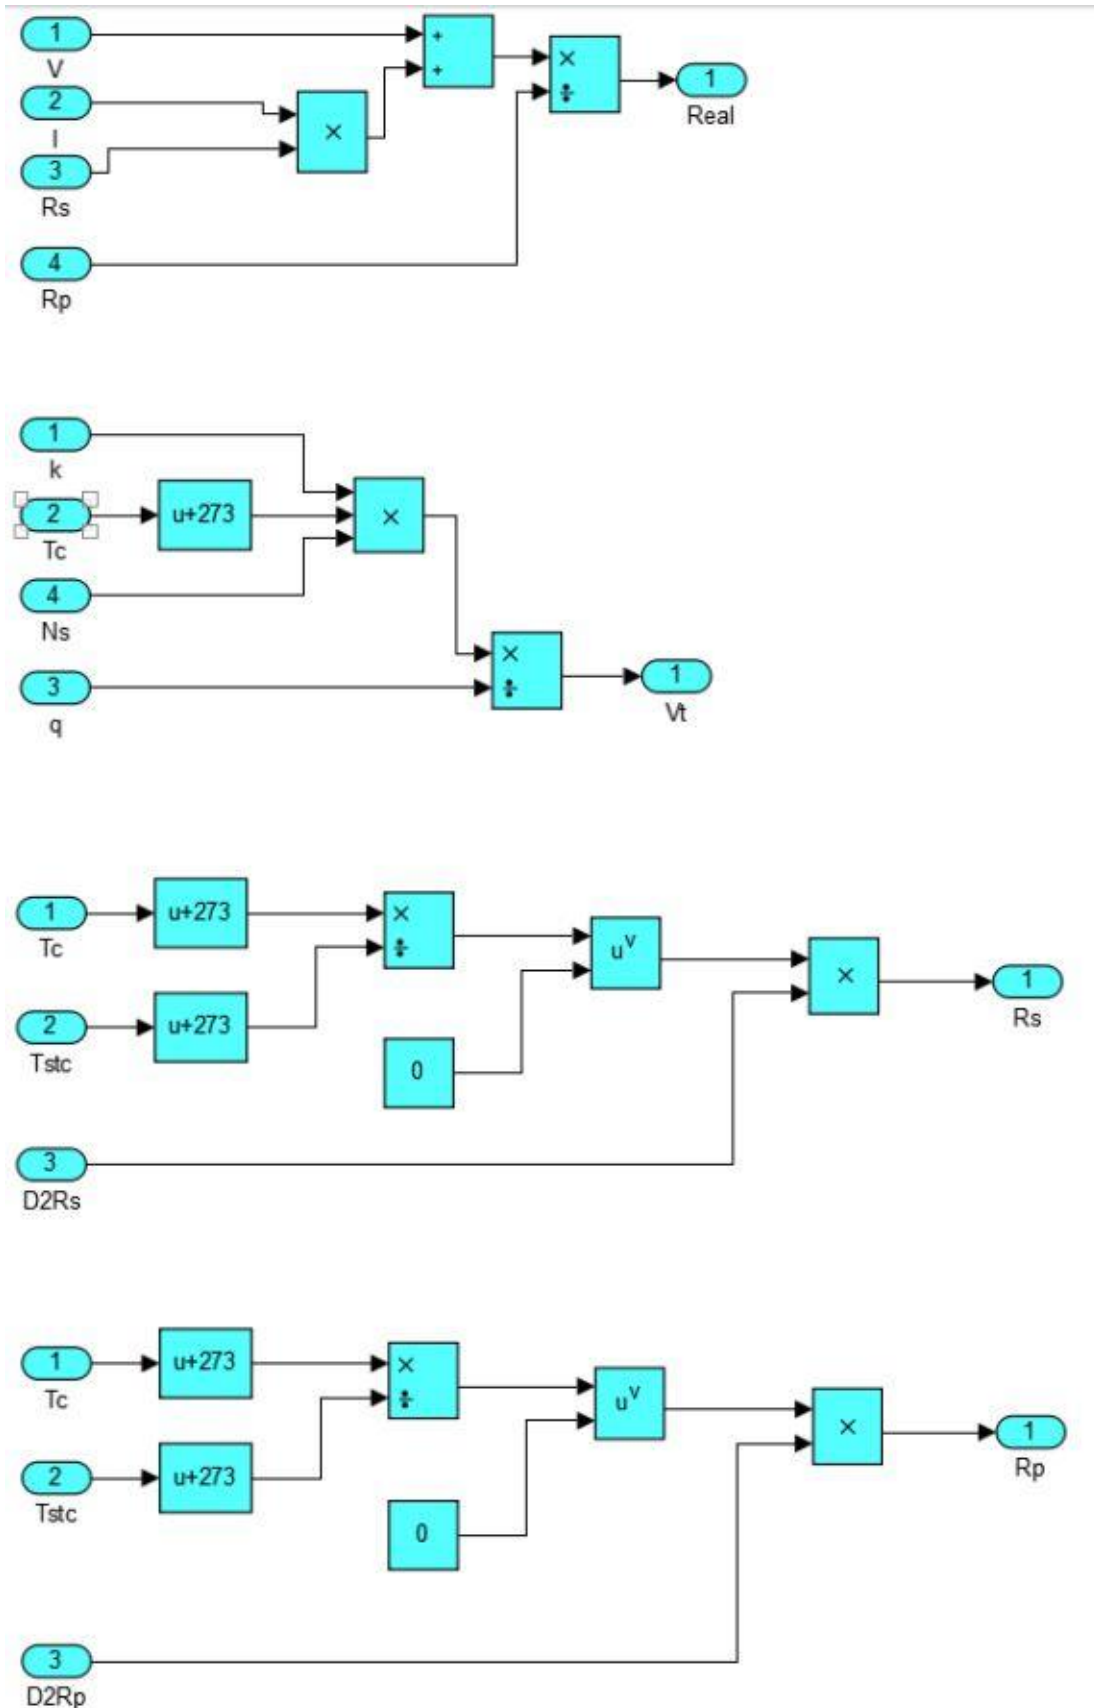 1
V
+
+
2
I
×
×
÷
1
Real
3
Rs
4
Rp
1
k
2
Tc
u+273
×
4
Ns
3
q
×
÷
1
Vt
1
Tc
u+273
×
÷
u^v
×
1
Rs
2
Tstc
u+273
0
3
D2Rs
1
Tc
u+273
×
÷
u^v
×
1
Rp
2
Tstc
u+273
0
3
D2Rp